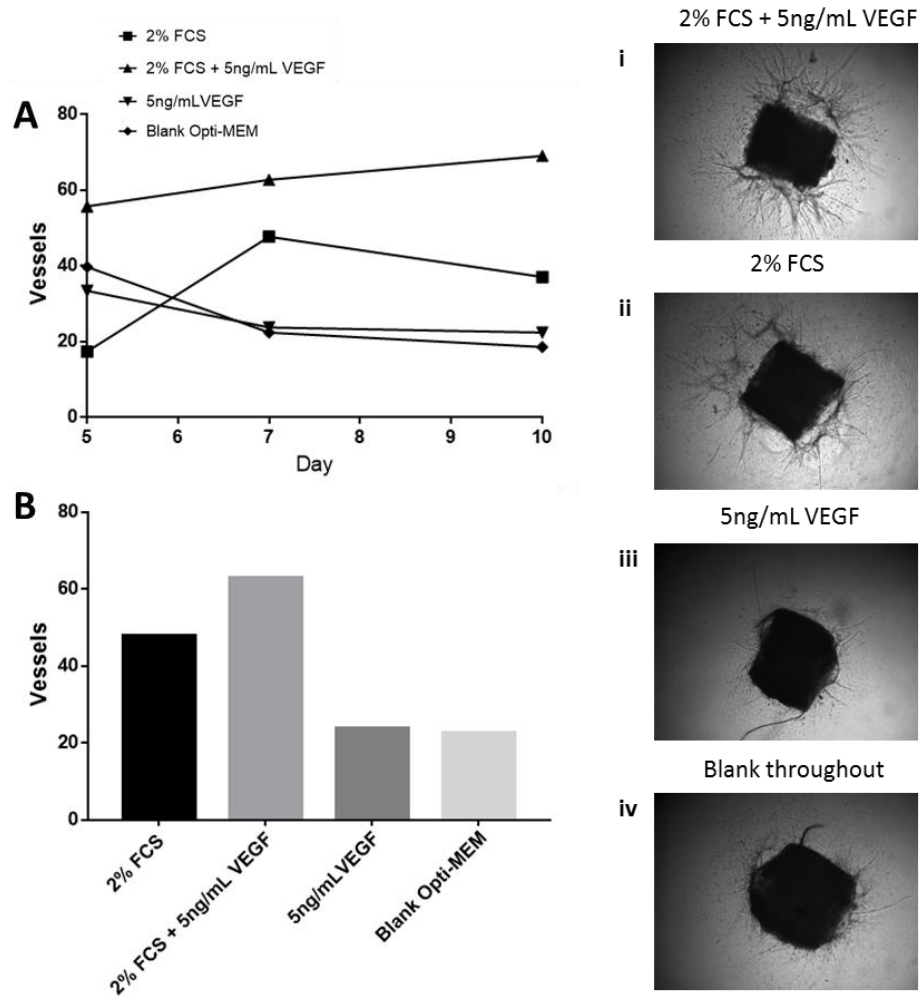 2% FCS
2% FCS + 5ng/mL VEGF
5ng/mLVEGF
Blank Opti-MEM
A
80
60
40
20
0
Vessels
5 6 7 8 9 10
Day
B
80
60
40
20
0
Vessels
2% FCS
2% FCS + 5ng/mL VEGF
5ng/mLVEGF
Blank Opti-MEM
2% FCS + 5ng/mL VEGF
i
2% FCS
ii
5ng/mL VEGF
iii
Blank throughout
iv